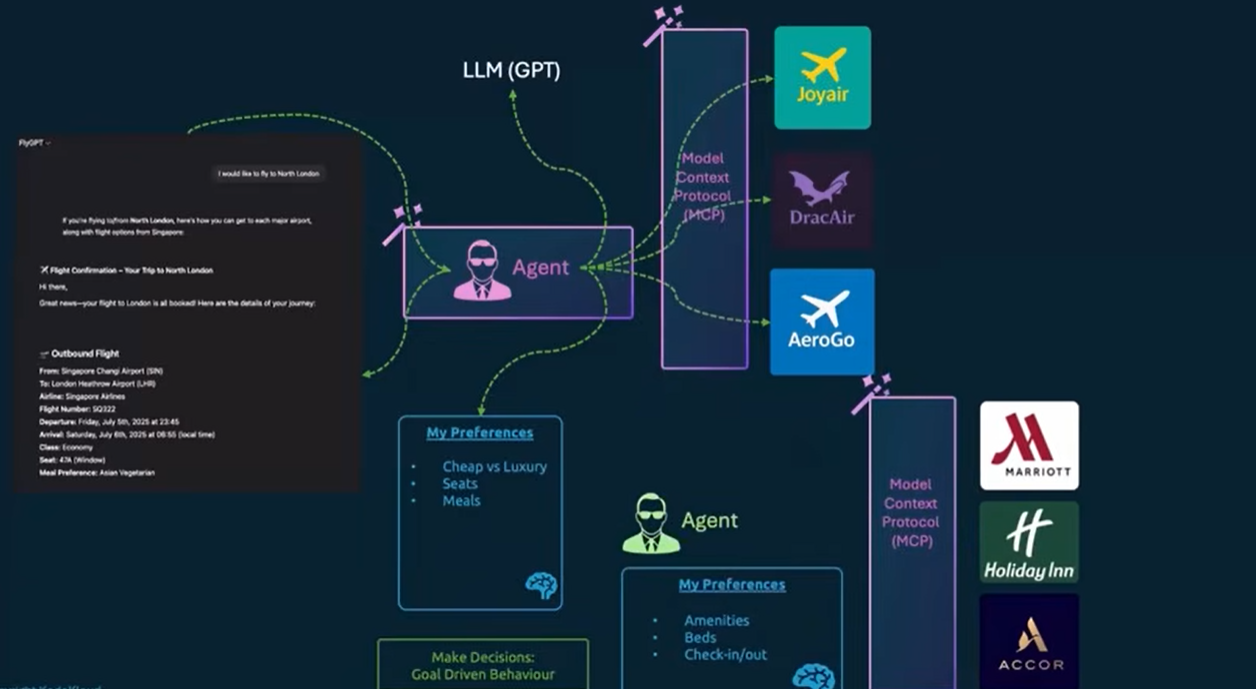 LLM (GPT)
FlyGPT
I would like to fly to North London
If you're flying to/from North London, here's how you can get to each major airport,
along with flight options from Singapore:
Flight Confirmation – Your Trip to North London
Hi there,
Great news—your flight to London is all booked! Here are the details of your journey:
Outbound Flight
From: Singapore Changi Airport (SIN)
To: London Heathrow Airport (LHR)
Airline: Singapore Airlines
Flight Number: SQ322
Departure: Friday, July 5th, 2025 at 23:45
Arrival: Saturday, July 6th, 2025 at 06:55 (local time)
Class: Economy
Seat: 47A (Window)
Meal Preference: Asian Vegetarian
Agent
Model
Context
Protocol
(MCP)
Joyair
DracAir
AeroGo
My Preferences
• Cheap vs Luxury
• Seats
• Meals
Agent
My Preferences
• Amenities
• Beds
• Check-in/out
Make Decisions:
Goal Driven Behaviour
Model
Context
Protocol
(MCP)
MARRIOTT
H
Holiday Inn
ACCOR